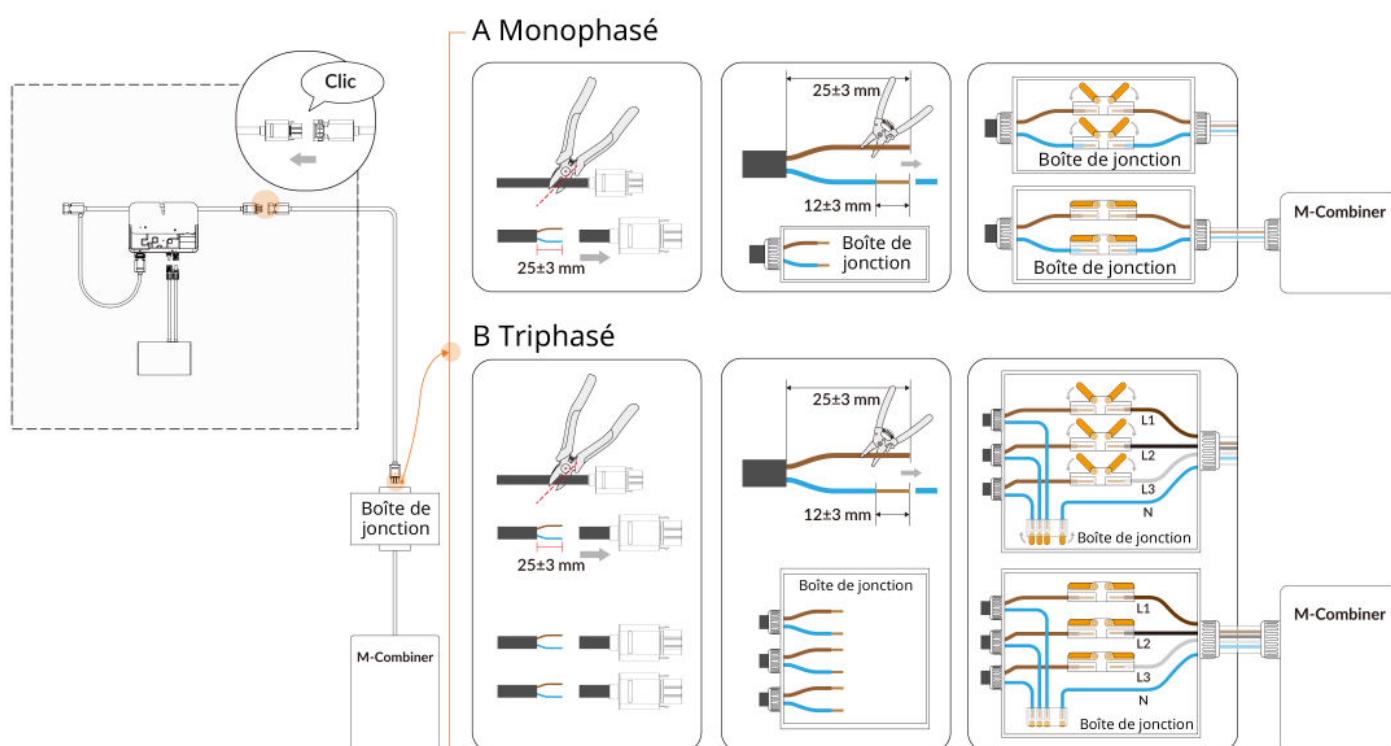 Clic
Boîte de
jonction
M-Combiner
A Monophasé
25±3 mm
25±3 mm
12±3 mm
Boîte de
jonction
Boîte de jonction
Boîte de jonction
M-Combiner
B Triphasé
25±3 mm
25±3 mm
12±3 mm
Boîte de jonction
L1
L2
L3
N
Boîte de jonction
L1
L2
L3
N
Boîte de jonction
M-Combiner